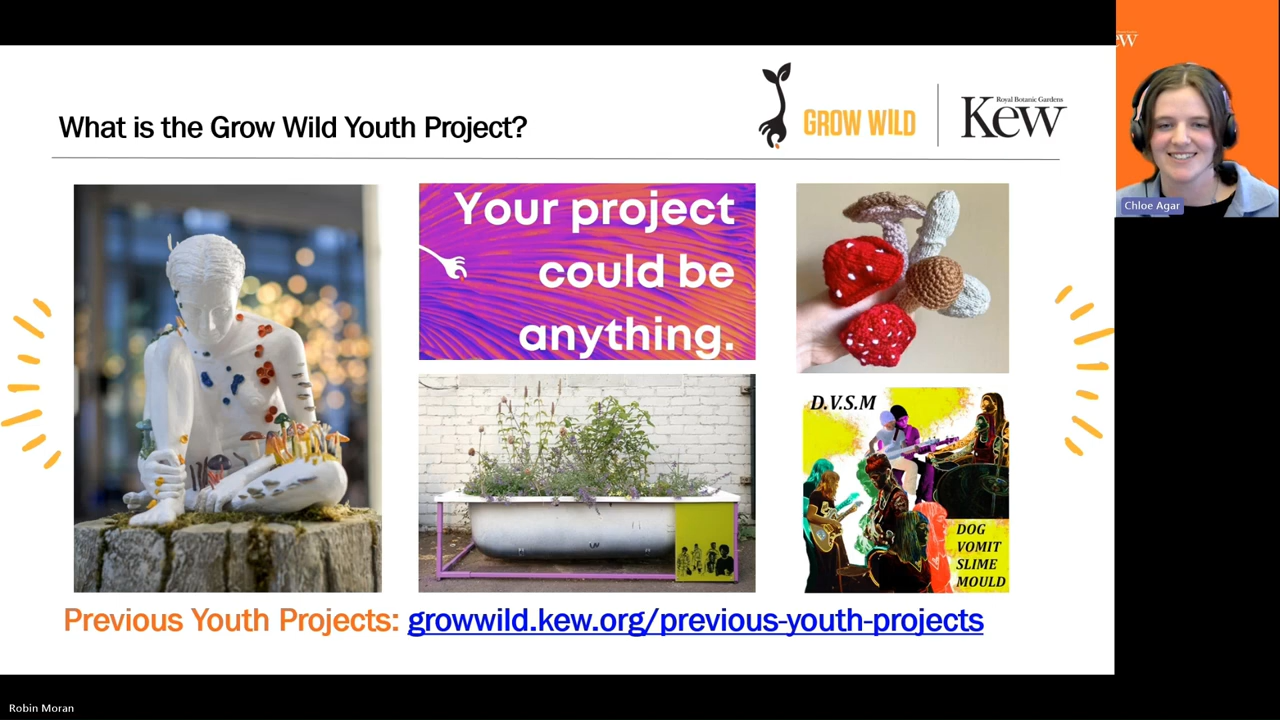 What is the Grow Wild Youth Project?
GROW WILD
Royal Botanic Gardens
Kew
Your project
could be
anything.
D.V.S.M
DOG
VOMIT
SLIME
MOULD
Previous Youth Projects: growwild.kew.org/previous-youth-projects
ew
Chloe Agar
Robin Moran